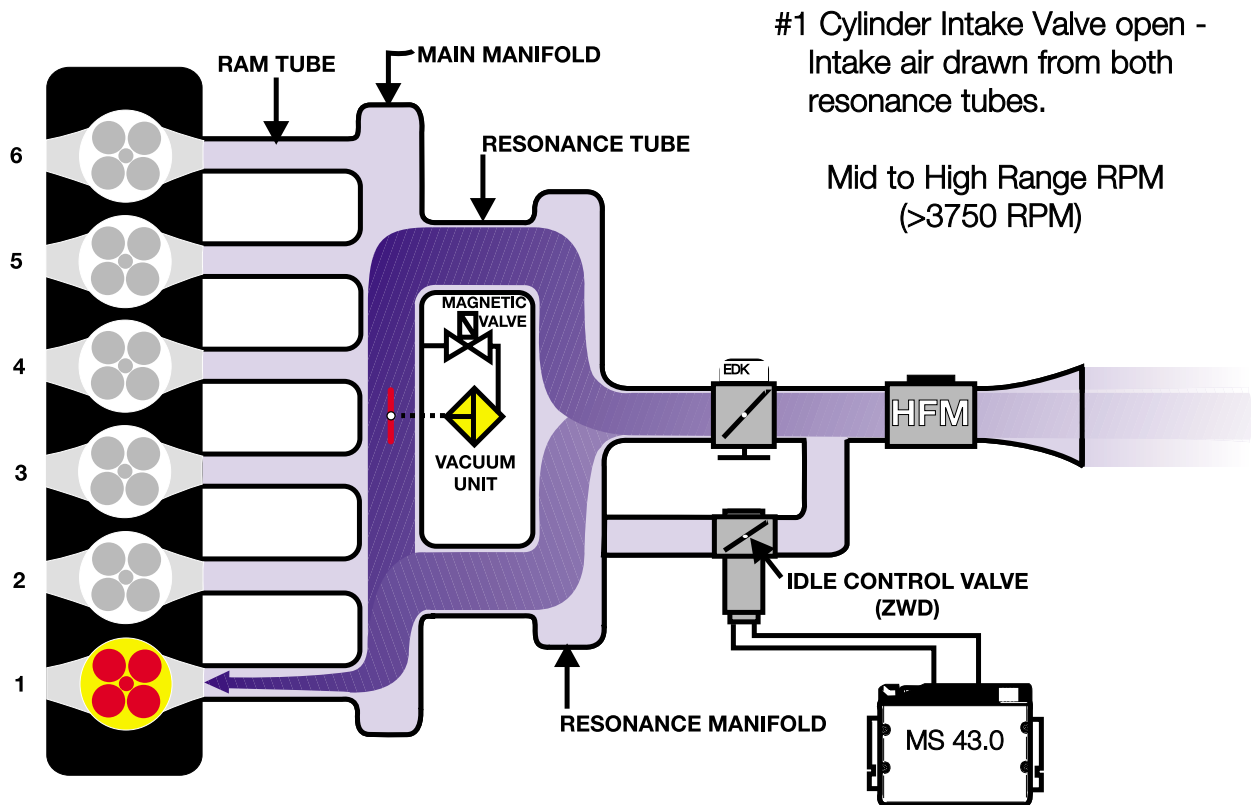 #1 Cylinder Intake Valve open -
Intake air drawn from both
resonance tubes.
Mid to High Range RPM
(>3750 RPM)
RAM TUBE
MAIN MANIFOLD
RESONANCE TUBE
6
5
4
3
2
1
MAGNETIC
VALVE
VACUUM
UNIT
EDK
HFM
IDLE CONTROL VALVE
(ZWD)
RESONANCE MANIFOLD
MS 43.0